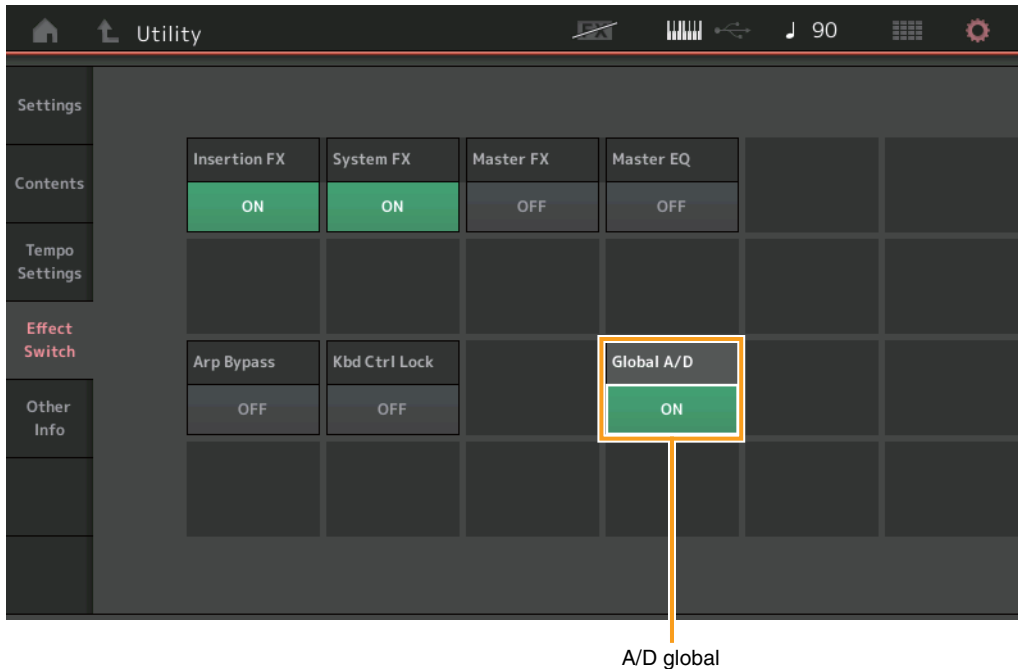 Utility
FX
90
Settings
Contents
Tempo
Settings
Effect
Switch
Other
Info
Insertion FX
System FX
Master FX
Master EQ
ON
ON
OFF
OFF
Arp Bypass
Kbd Ctrl Lock
Global A/D
OFF
OFF
ON
A/D global